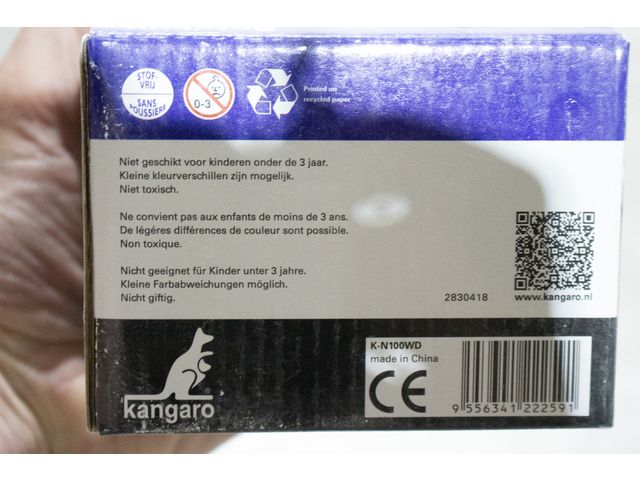 STOF-
VRIJ
SANS
POUSSIÈRE
0-3
Printed on
recycled paper
Niet geschikt voor kinderen onder de 3 jaar.
Kleine kleurverschillen zijn mogelijk.
Niet toxisch.
Ne convient pas aux enfants de moins de 3 ans.
De légéres différences de couleur sont possible.
Non toxique.
Nicht geeignet für Kinder unter 3 jahre.
Kleine Farbabweichungen möglich.
Nicht giftig.
2830418
www.kangaro.nl
kangaro
K-N100WD
made in China
CE
9 556341 222591